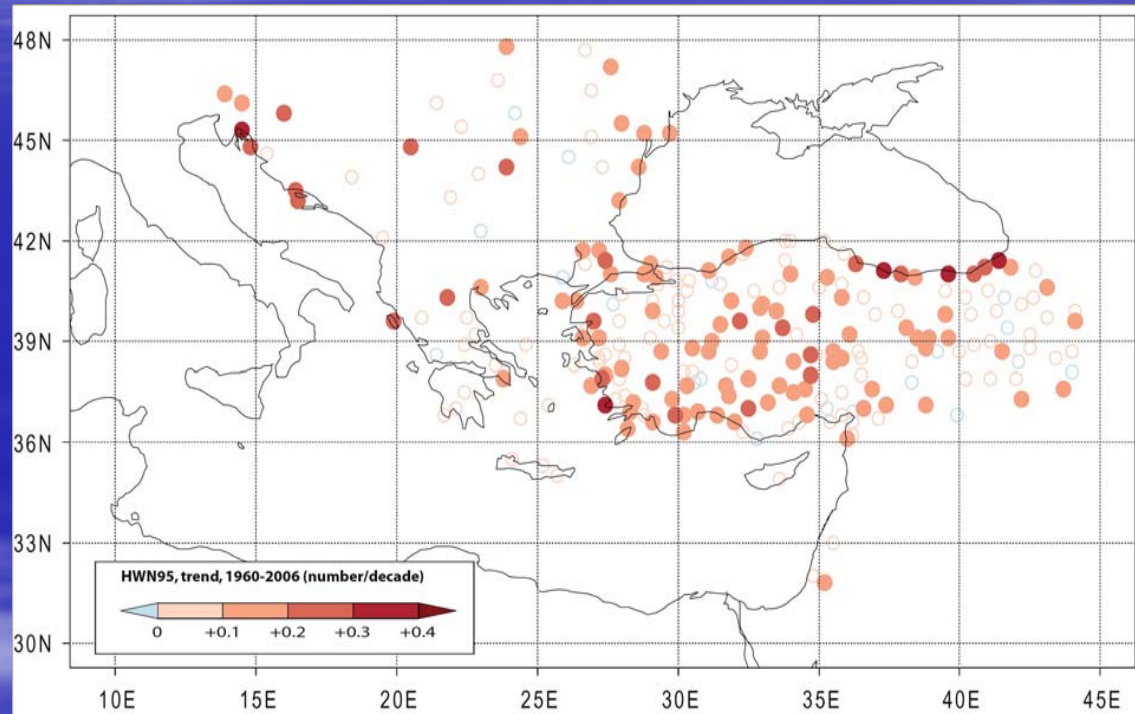 48N
45N
42N
39N
36N
33N
30N
HWN95, trend, 1960-2006 (number/decade)
0 +0.1 +0.2 +0.3 +0.4
10E 15E 20E 25E 30E 35E 40E 45E